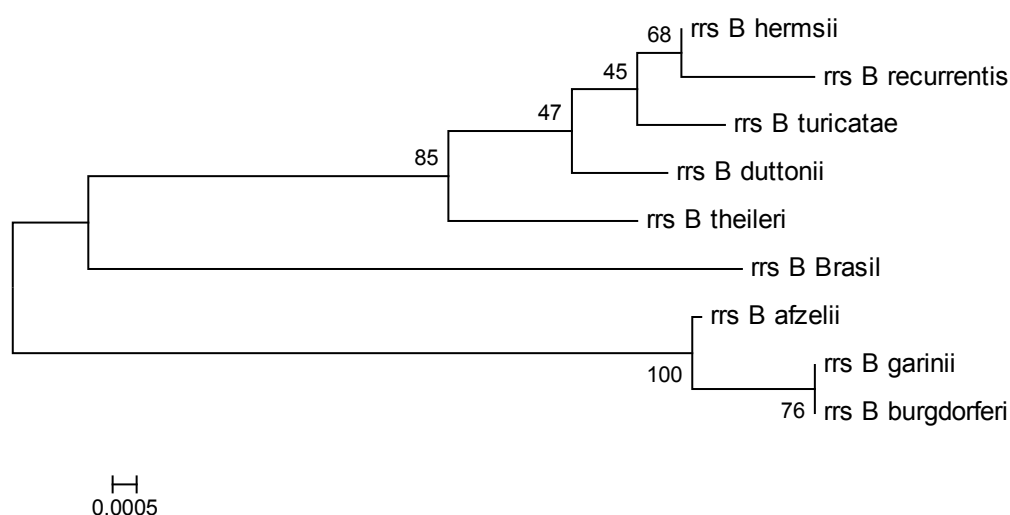 68
rrs B hermsii
45
rrs B recurrentis
47
rrs B turicatae
85
rrs B duttonii
rrs B theileri
rrs B Brasil
rrs B afzelii
100
rrs B garinii
76
rrs B burgdorferi
0.0005